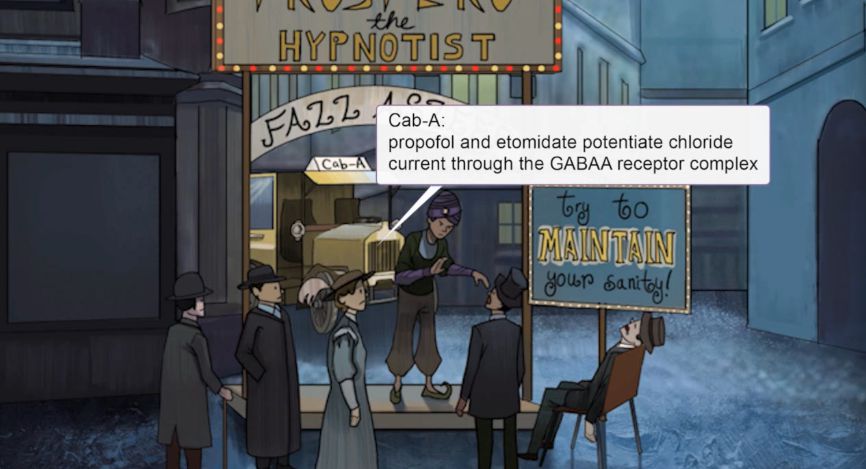 the
HYPNOTIST
FAZZ
Cab-A:
propofol and etomidate potentiate chloride
current through the GABAA receptor complex
Cab-A
try to
MAINTAIN
your sanity!